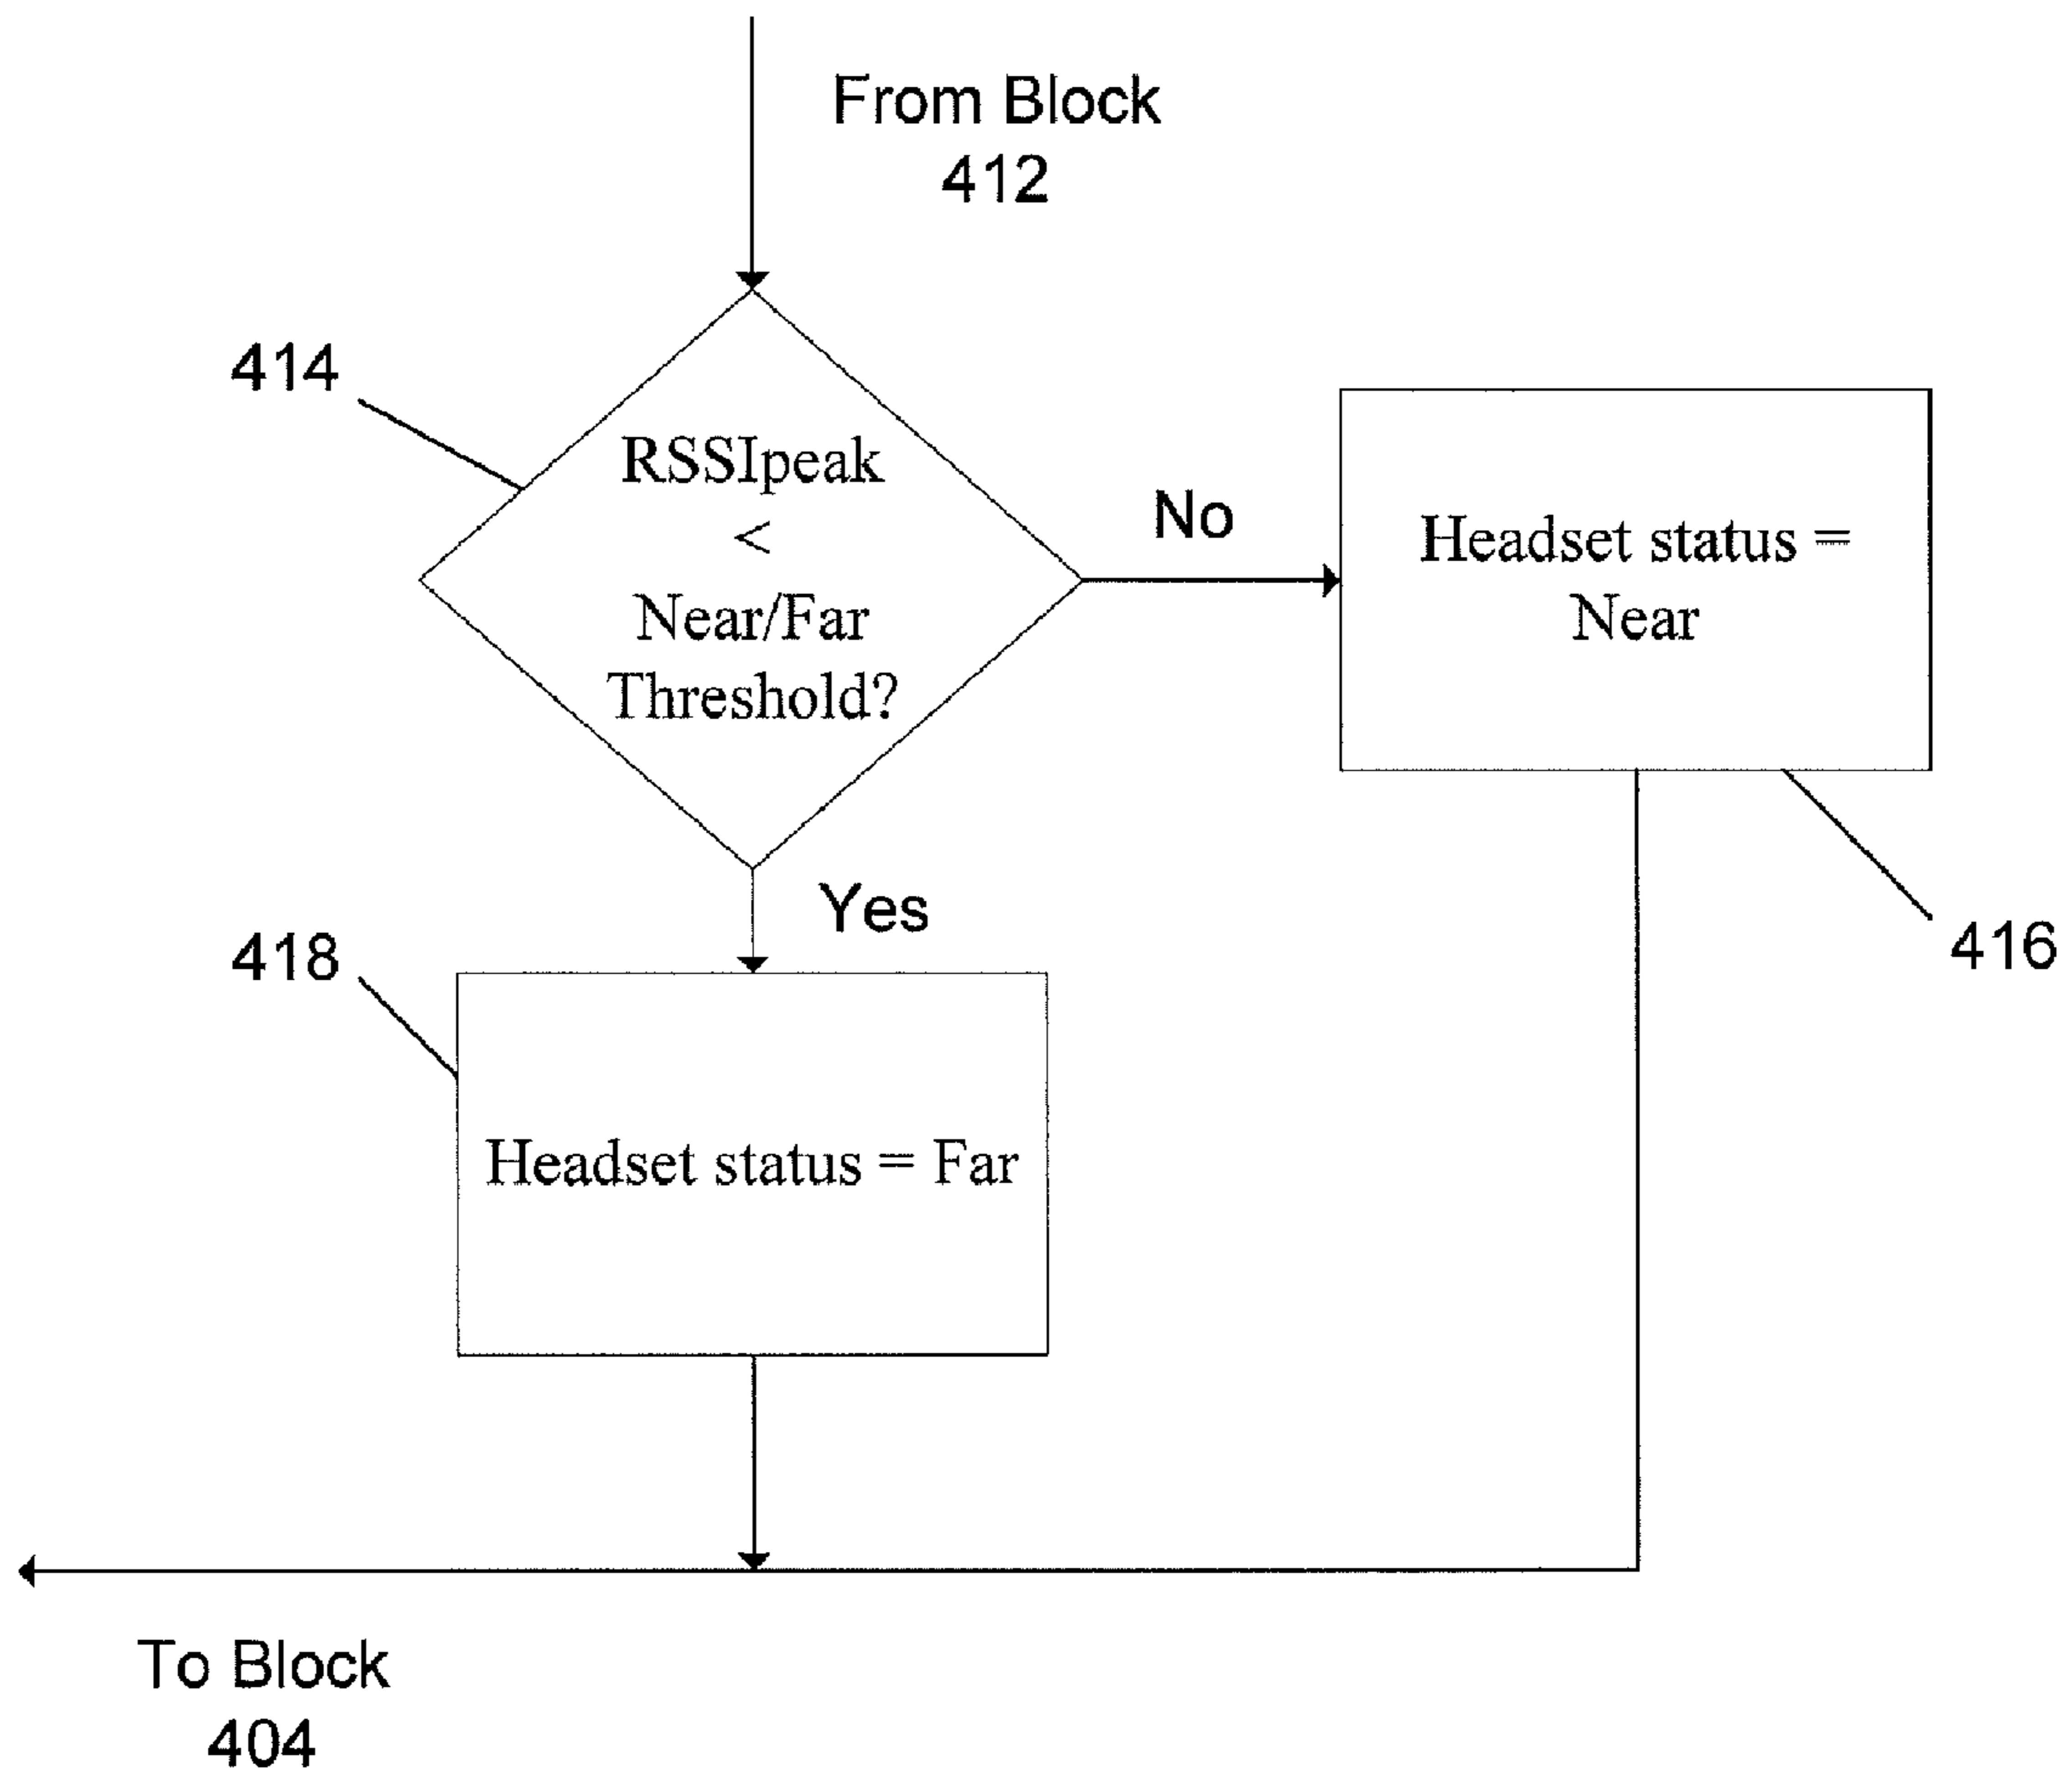 From Block
412
414
RSSIpeak
<
Near/Far
Threshold?
No
Headset status =
Near
Yes
418
416
Headset status = Far
To Block
404